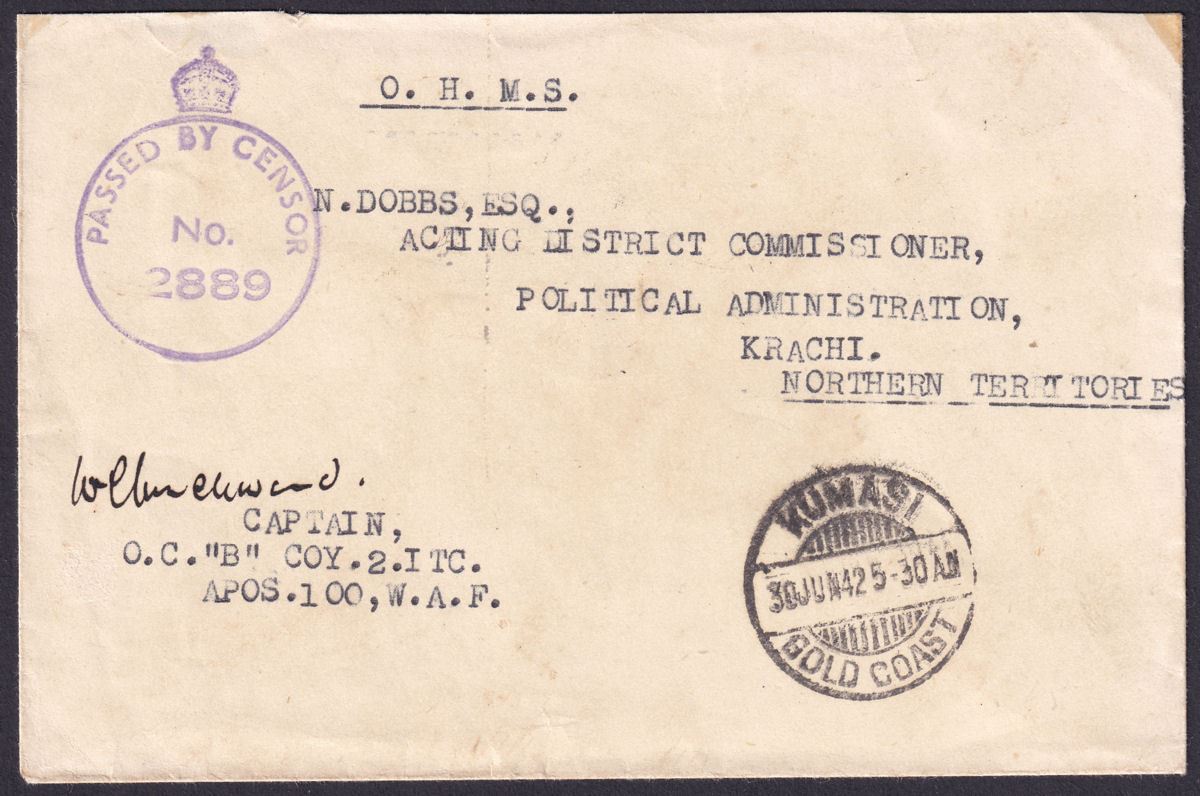 O. H. M.S.
PASSED BY CENSOR
No.
2889
N.DOBBS,ESQ.,
ACTING DISTRICT COMMISSIONER,
POLITICAL ADMINISTRATION,
KRACHI.
NORTHERN TERRITORIES
CAPTAIN,
O.C."B" COY.2.ITC.
APOS.100,W.A.F.
KUMASI
30JUN42 5-30AM
GOLD COAST